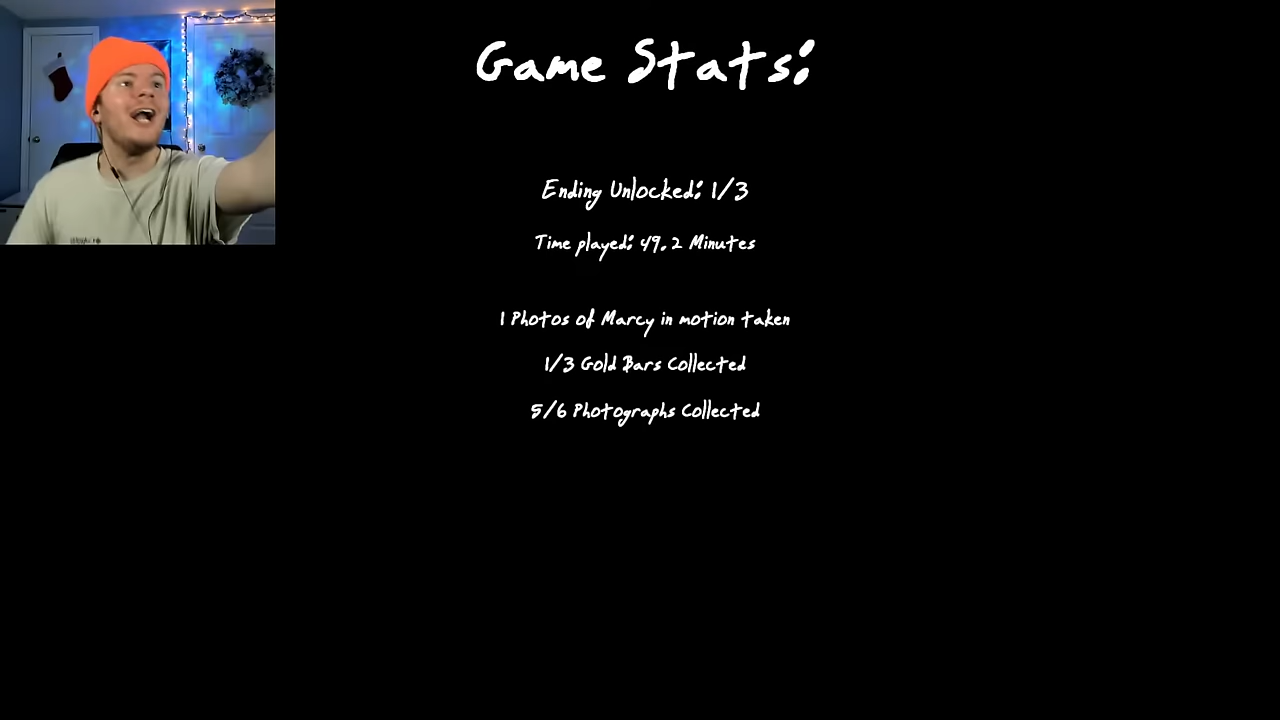 Game Stats:
Ending Unlocked: 1/3
Time played: 49.2 Minutes
1 Photos of Marcy in motion taken
1/3 Gold Bars Collected
5/6 Photographs Collected